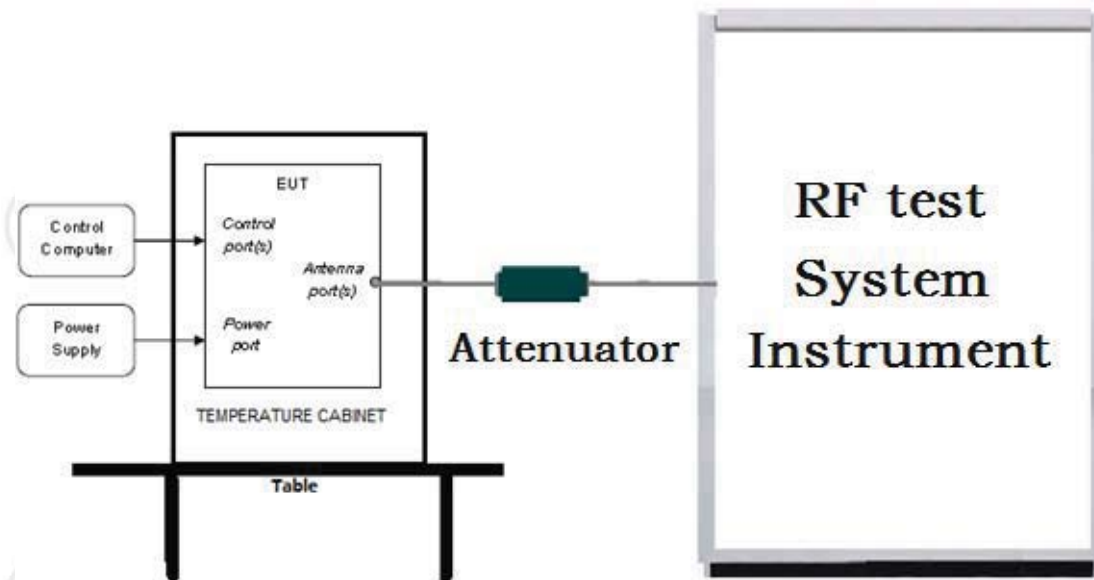 Control
Computer
Power
Supply
EUT
Control
port(s)
Antenna
port(s)
Power
port
TEMPERATURE CABINET
Table
Attenuator
RF test
System
Instrument